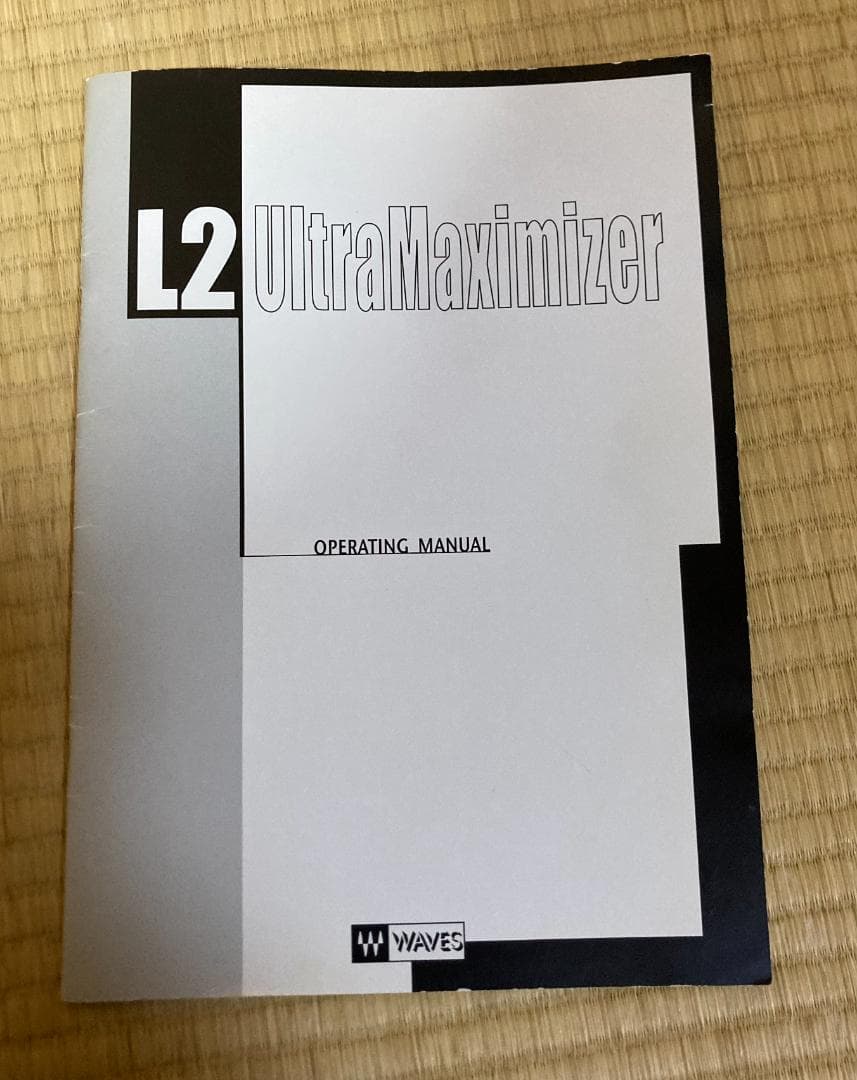 L2 UltraMaximizer
OPERATING MANUAL
WAVES